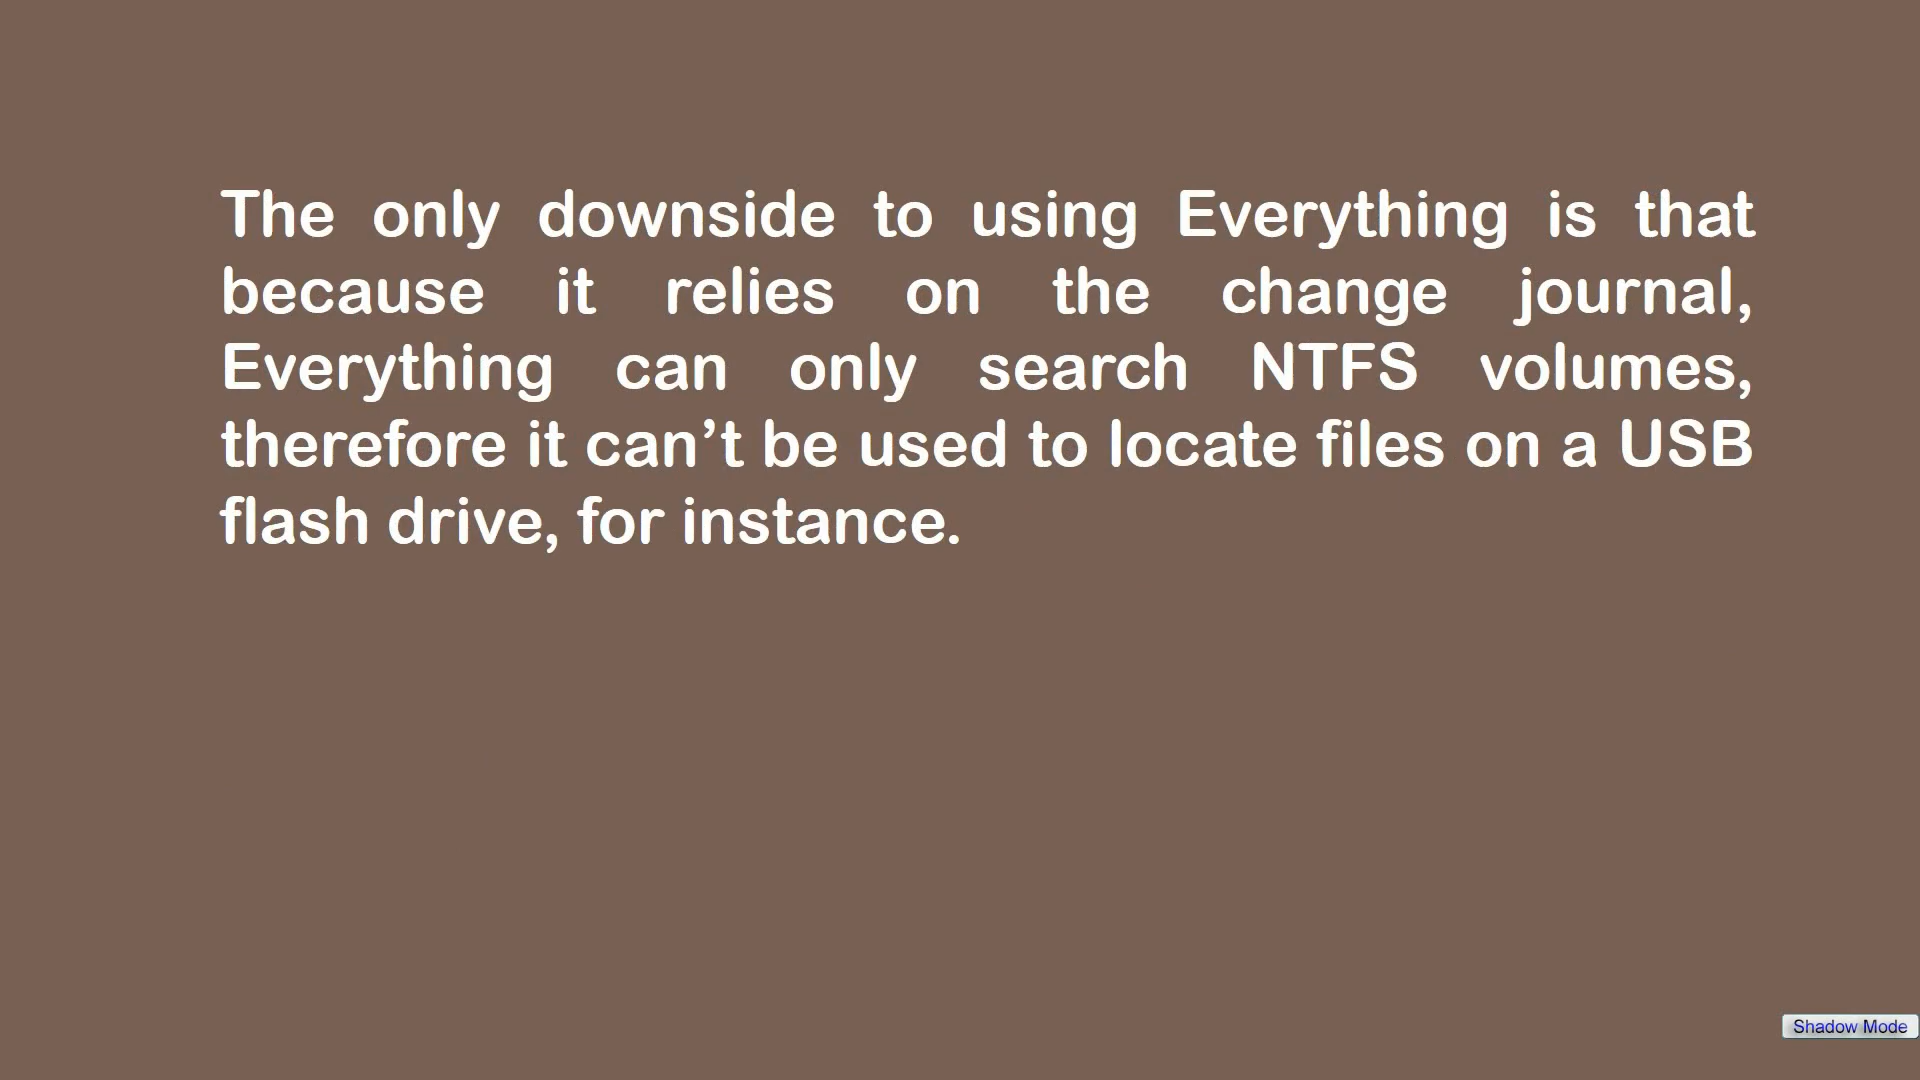 The only downside to using Everything is that
because it relies on the change journal,
Everything can only search NTFS volumes,
therefore it can’t be used to locate files on a USB
flash drive, for instance.
Shadow Mode